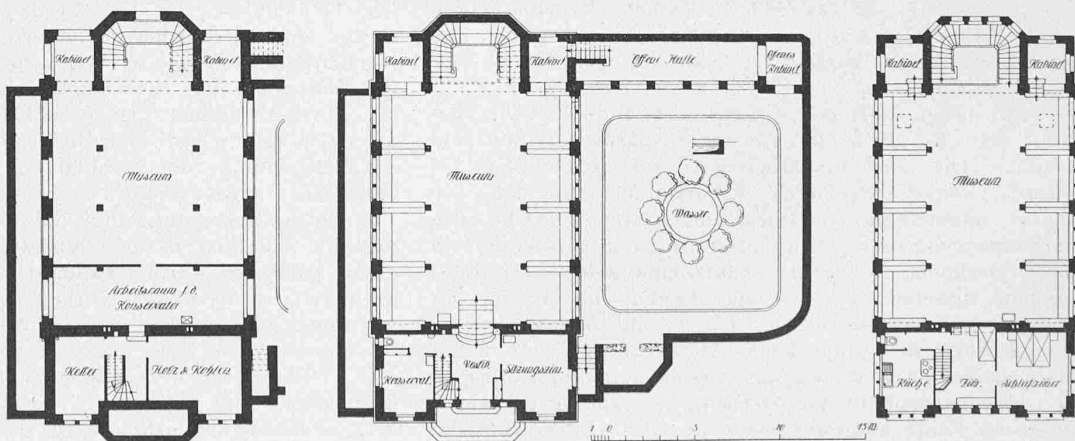 Kabinet
Kabinet
Museum
Arbeitsraum f. d.
Konservator
Keller
Holz & Kohlen
Kabinet
Kabinet
Offene Halle
Offenes
Kabinet
Museum
Wasser
Konservat.
Vestib.
Sitzungszim.
Kabinet
Kabinet
Museum
Küche
Zim.
Schlafzimmer
1 0 5 10 15 M.